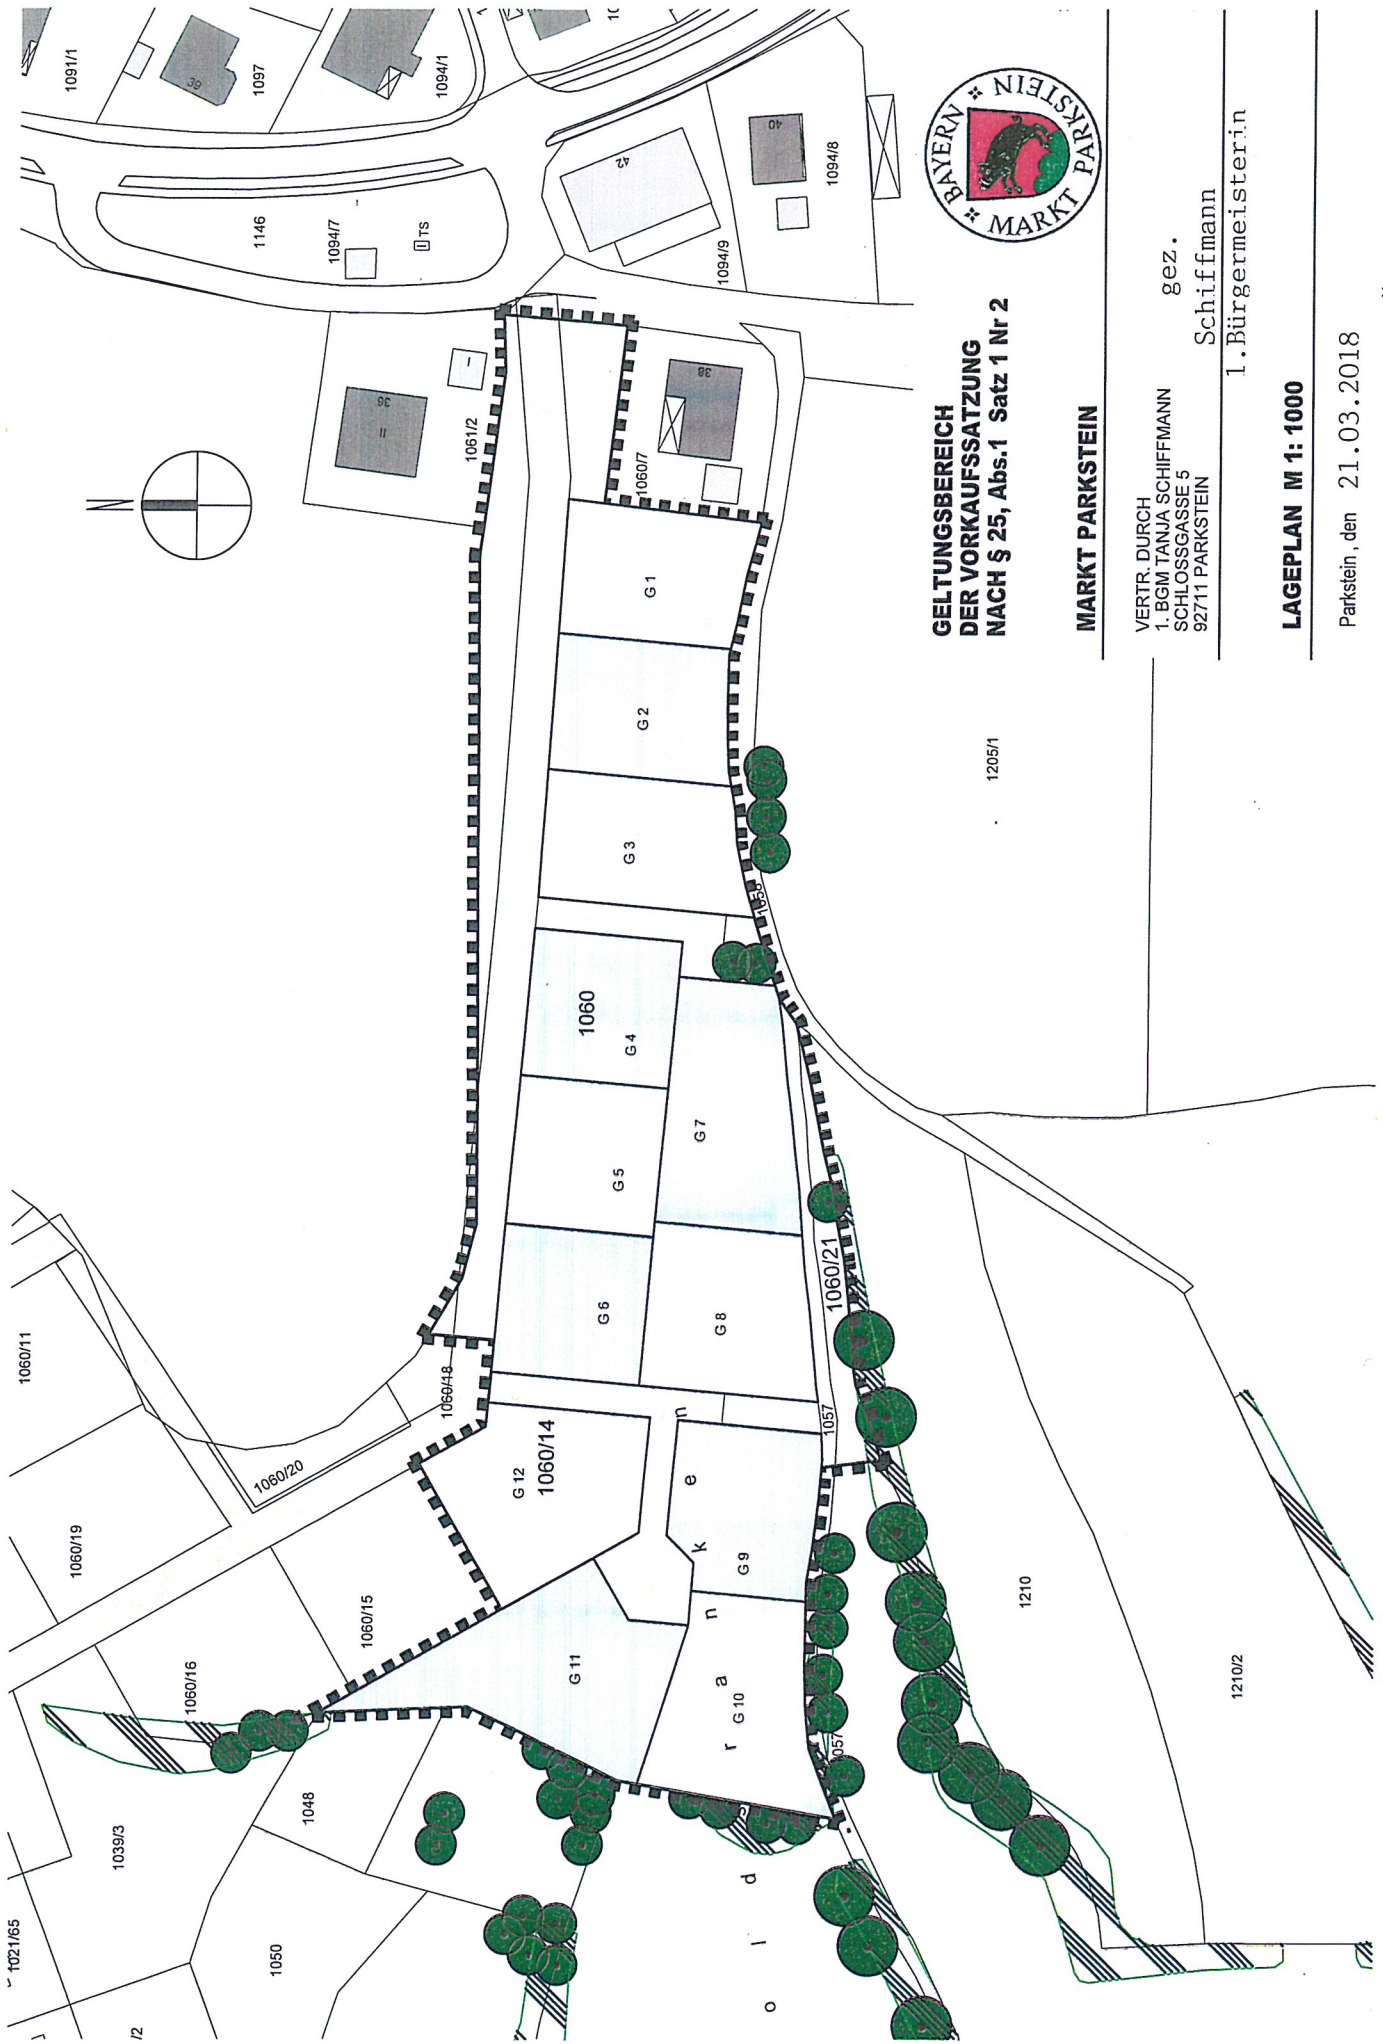 1091/1
39
1097
1094/1
10
1146
1094/7
TS
42
40
1094/8
1094/9
N
36
II
I
1061/2
38
1060/7
1060/11
1060/18
1060/20
1060/19
1060/15
1060/16
1039/3
1048
1021/65
1050
/2
G 1
G 2
G 3
1060
G 4
G 5
G 6
G 7
G 8
G 12
1060/14
G 9
G 10
G 11
1058
1060/21
1057
1057
o l d r a n k e n
1205/1
1210
1210/2
GELTUNGSBEREICH
DER VORKAUFSSATZUNG
NACH § 25, Abs.1 Satz 1 Nr 2
BAYERN
MARKT PARKSTEIN
MARKT PARKSTEIN
VERTR. DURCH
1. BGM TANJA SCHIFFMANN
SCHLOSSGASSE 5
92711 PARKSTEIN
gez.
Schiffmann
1.Bürgermeisterin
LAGEPLAN M 1: 1000
Parkstein, den 21.03.2018